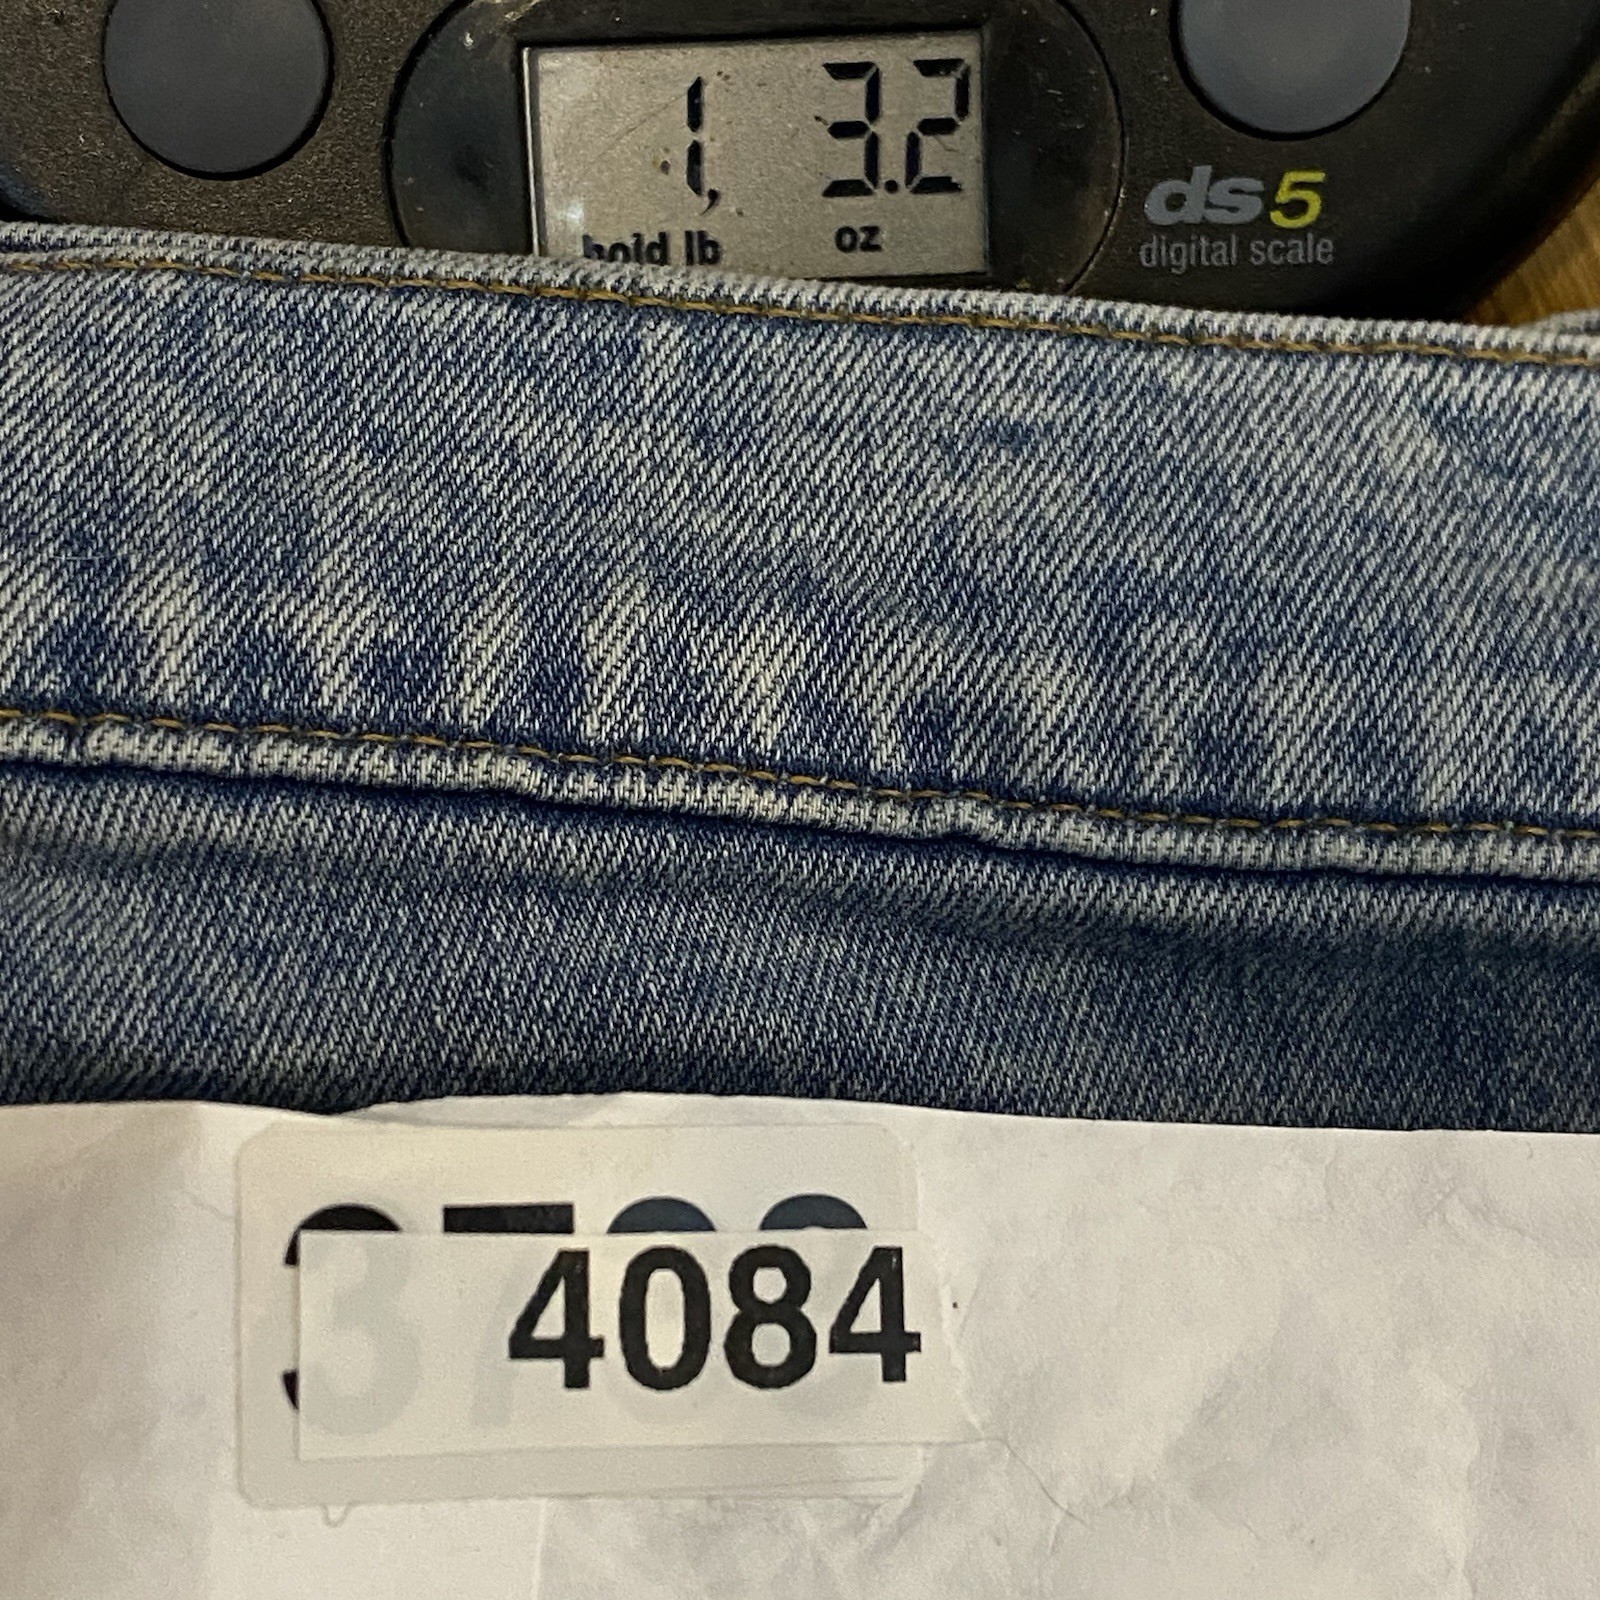 1, 3.2
hold lb oz
ds5
digital scale
4084